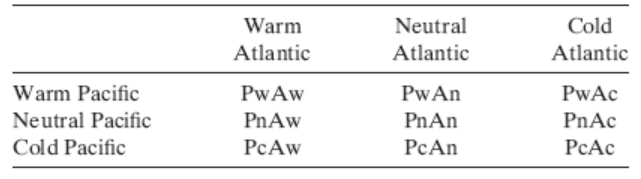 Warm Neutral Cold
Atlantic Atlantic Atlantic
Warm Pacific PwAw PwAn PwAc
Neutral Pacific PnAw PnAn PnAc
Cold Pacific PcAw PcAn PcAc